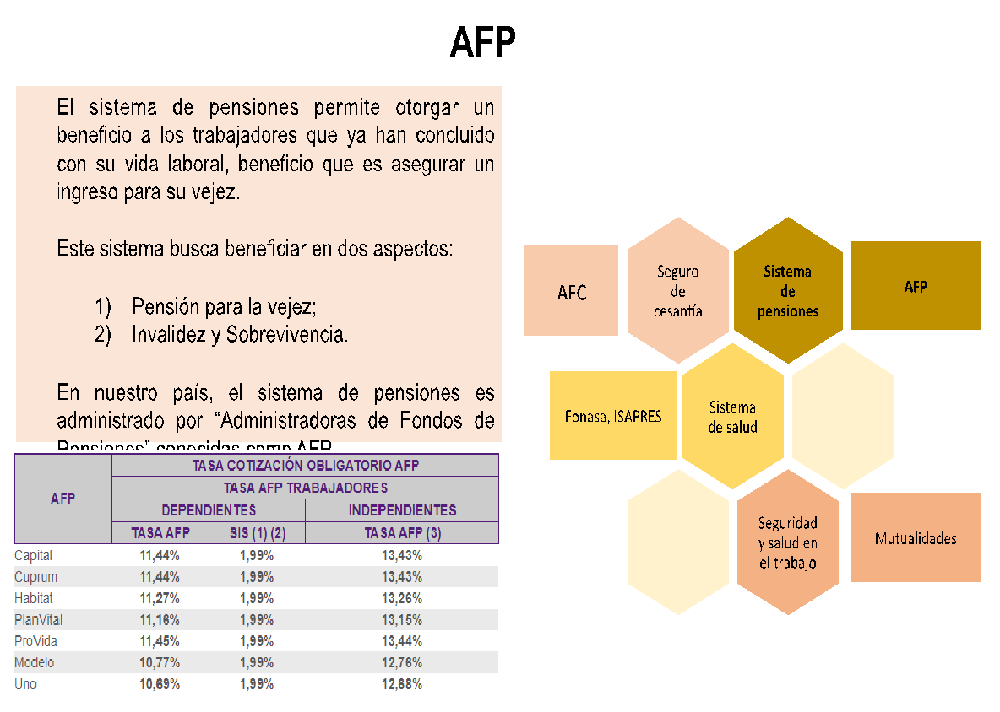 AFP
El sistema de pensiones permite otorgar un
beneficio a los trabajadores que ya han concluido
con su vida laboral, beneficio que es asegurar un
ingreso para su vejez.
Este sistema busca beneficiar en dos aspectos:
1) Pensión para la vejez;
2) Invalidez y Sobrevivencia.
En nuestro país, el sistema de pensiones es
administrado por “Administradoras de Fondos de
Pensiones” conocidas como AFP
TASA COTIZACIÓN OBLIGATORIO AFP
AFP
TASA AFP TRABAJADORES
DEPENDIENTES INDEPENDIENTES
TASA AFP SIS (1) (2) TASA AFP (3)
Capital 11,44% 1,99% 13,43%
Cuprum 11,44% 1,99% 13,43%
Habitat 11,27% 1,99% 13,26%
PlanVital 11,16% 1,99% 13,15%
ProVida 11,45% 1,99% 13,44%
Modelo 10,77% 1,99% 12,76%
Uno 10,69% 1,99% 12,68%
AFC
Seguro
de
cesantía
Sistema
de
pensiones
AFP
Fonasa, ISAPRES
Sistema
de salud
Seguridad
y salud en
el trabajo
Mutualidades